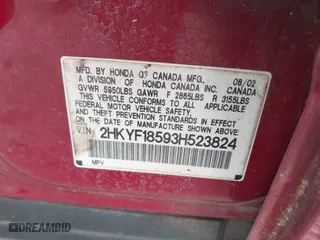 MFD. BY HONDA OF CANADA MFG. 08/02
A DIVISION OF HONDA CANADA INC. CANADA
GVWR 5950LBS GAWR F 2865LBS R 3155LBS
THIS VEHICLE CONFORMS TO ALL APPLICABLE
FEDERAL MOTOR VEHICLE SAFETY AND
THEFT PREVENTION STANDARDS IN EFFECT
ON THE DATE OF MANUFACTURE SHOWN ABOVE
V.I.N. 2HKYF18593H523824
MPV
DREAMBID